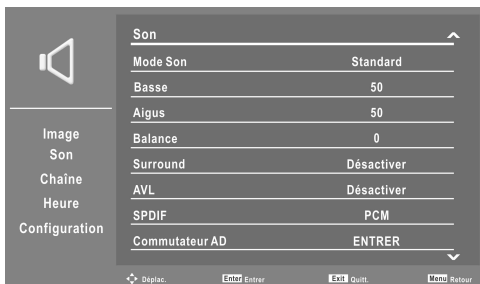 Son
Mode Son Standard
Basse 50
Aigus 50
Balance 0
Surround Désactiver
AVL Désactiver
SPDIF PCM
Commutateur AD ENTRER
Image
Son
Chaîne
Heure
Configuration
Déplac. Enter Entrer Exit Quitt. Menu Retour